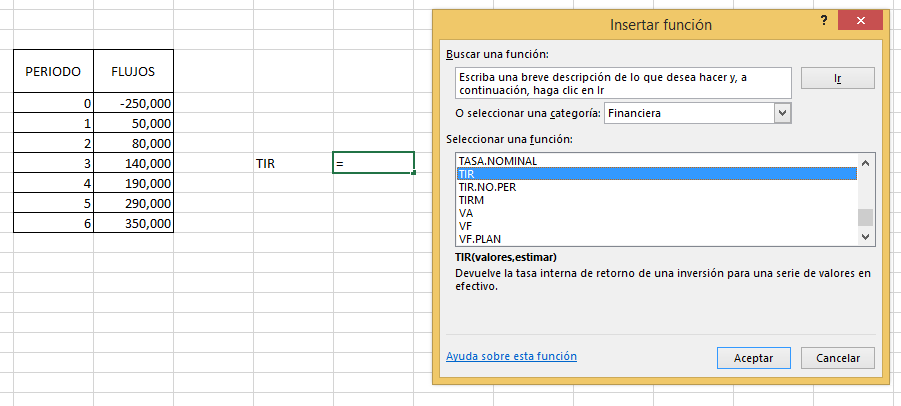 PERIODO FLUJOS
0 -250,000
1 50,000
2 80,000
3 140,000
4 190,000
5 290,000
6 350,000
TIR =
Insertar función
?
Buscar una función:
Escriba una breve descripción de lo que desea hacer y, a
continuación, haga clic en Ir
Ir
O seleccionar una categoría: Financiera
Seleccionar una función:
TASA.NOMINAL
TIR
TIR.NO.PER
TIRM
VA
VF
VF.PLAN
TIR(valores,estimar)
Devuelve la tasa interna de retorno de una inversión para una serie de valores en
efectivo.
Ayuda sobre esta función
Aceptar Cancelar